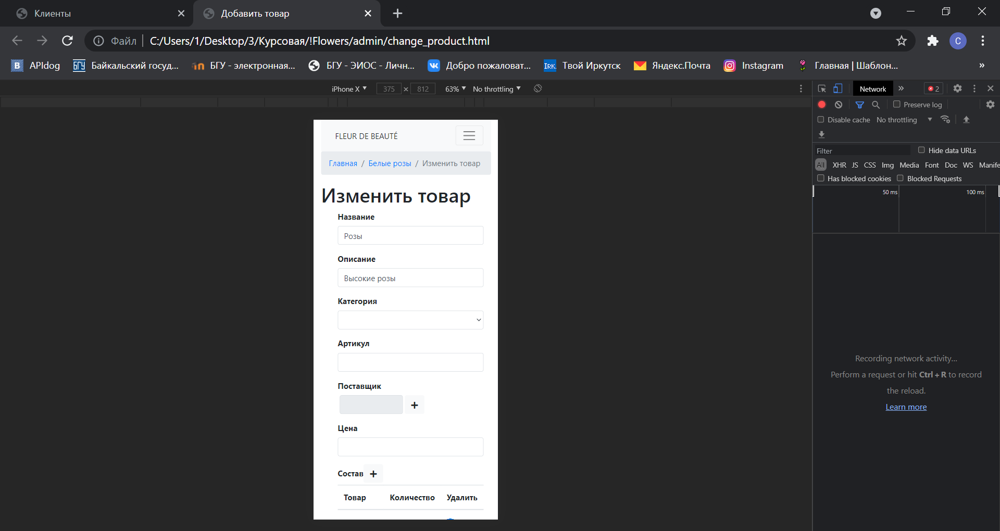 Клиенты
Добавить товар
Файл C:/Users/1/Desktop/3/Курсовая/!Flowers/admin/change_product.html
C
B APIdog БГУ Байкальский госуд... БГУ - электронная... БГУ - ЭИОС - Личн... Добро пожаловат... IRK. Твой Иркутск Яндекс.Почта Instagram Главная | Шаблон... »
iPhone X 375 × 812 63% No throttling
Network » 2
Preserve log
Disable cache No throttling
Filter Hide data URLs
All XHR JS CSS Img Media Font Doc WS Manife
Has blocked cookies Blocked Requests
50 ms 100 ms
Recording network activity...
Perform a request or hit Ctrl + R to record
the reload.
Learn more
FLEUR DE BEAUTÉ
Главная / Белые розы / Изменить товар
Изменить товар
Название
Розы
Описание
Высокие розы
Категория
Артикул
Поставщик
+
Цена
Состав +
Товар Количество Удалить